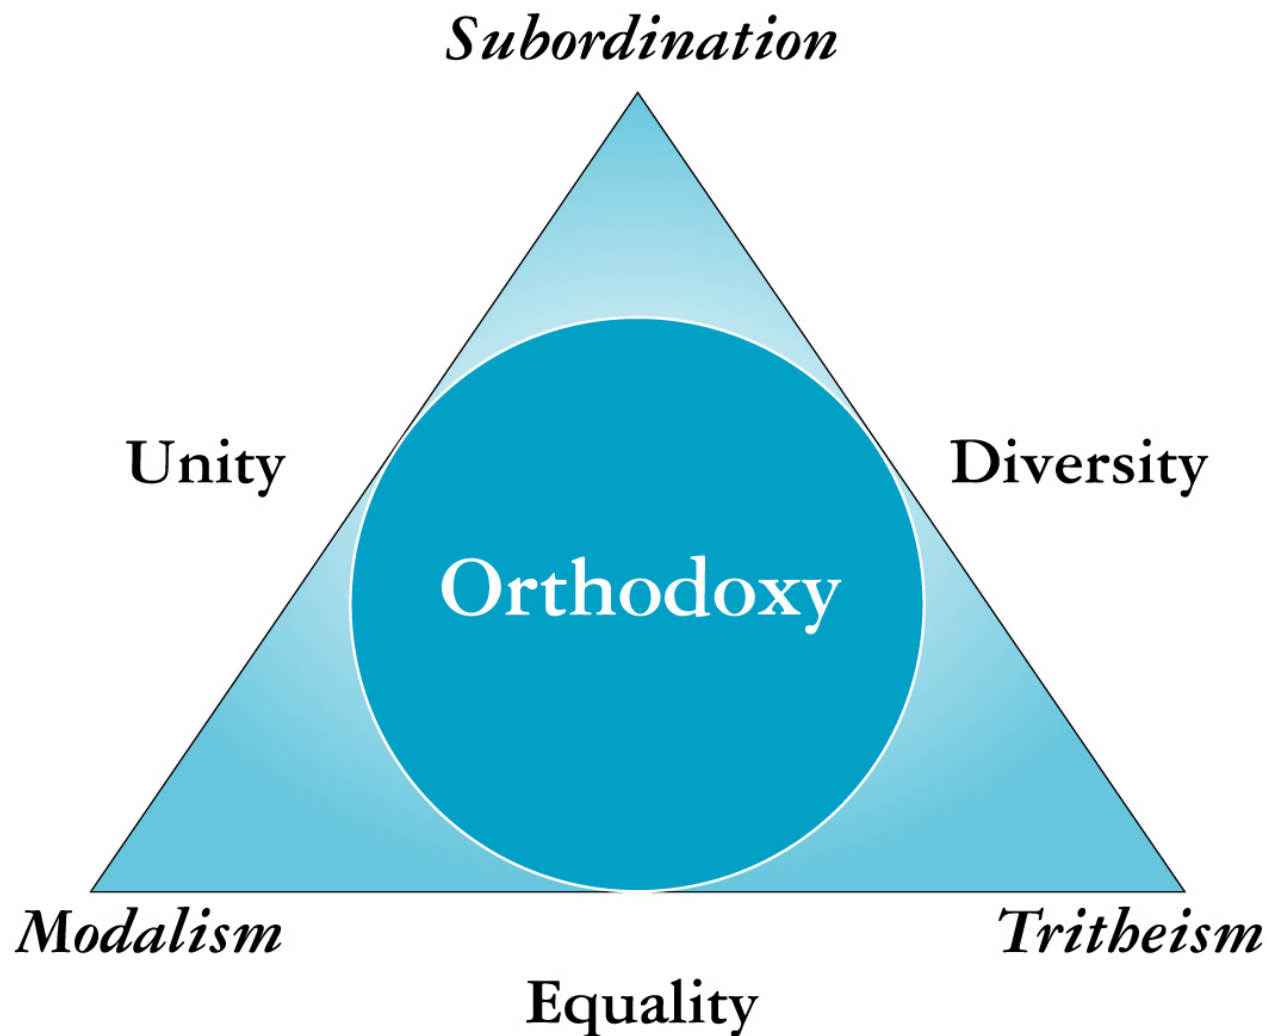 Subordination
Unity
Diversity
Orthodoxy
Modalism
Tritheism
Equality